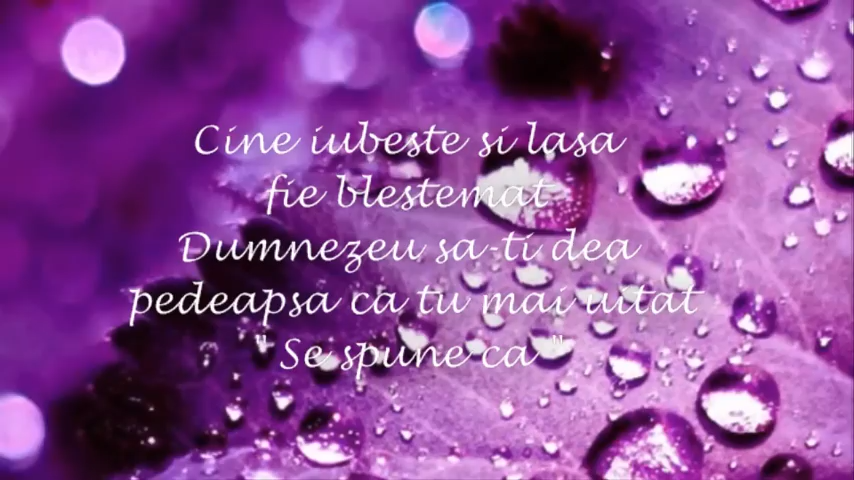 Cine iubeste si lasa
fie blestemat
Dumnezeu sa-ti dea
pedeapsa ca tu mai uitat
" Se spune ca "